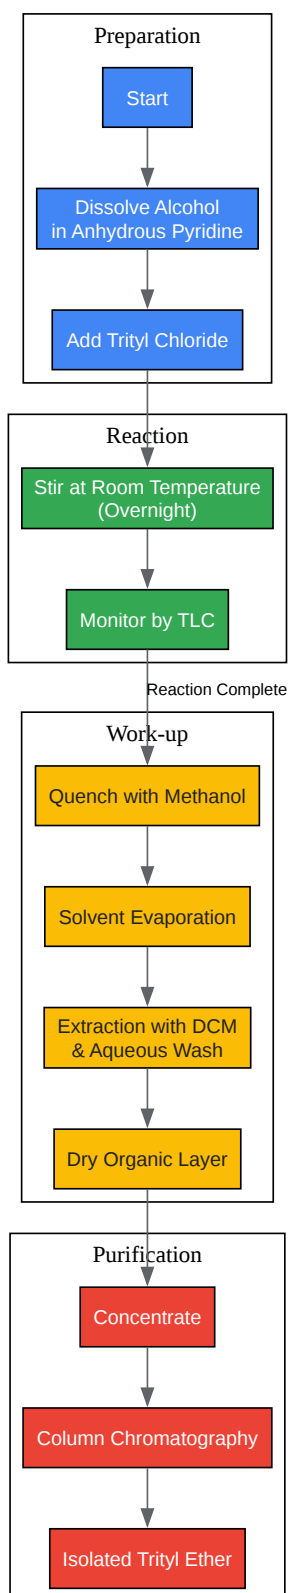 Preparation
Start
Dissolve Alcohol
in Anhydrous Pyridine
Add Trityl Chloride
Reaction
Stir at Room Temperature
(Overnight)
Monitor by TLC
Reaction Complete
Work-up
Quench with Methanol
Solvent Evaporation
Extraction with DCM
& Aqueous Wash
Dry Organic Layer
Purification
Concentrate
Column Chromatography
Isolated Trityl Ether